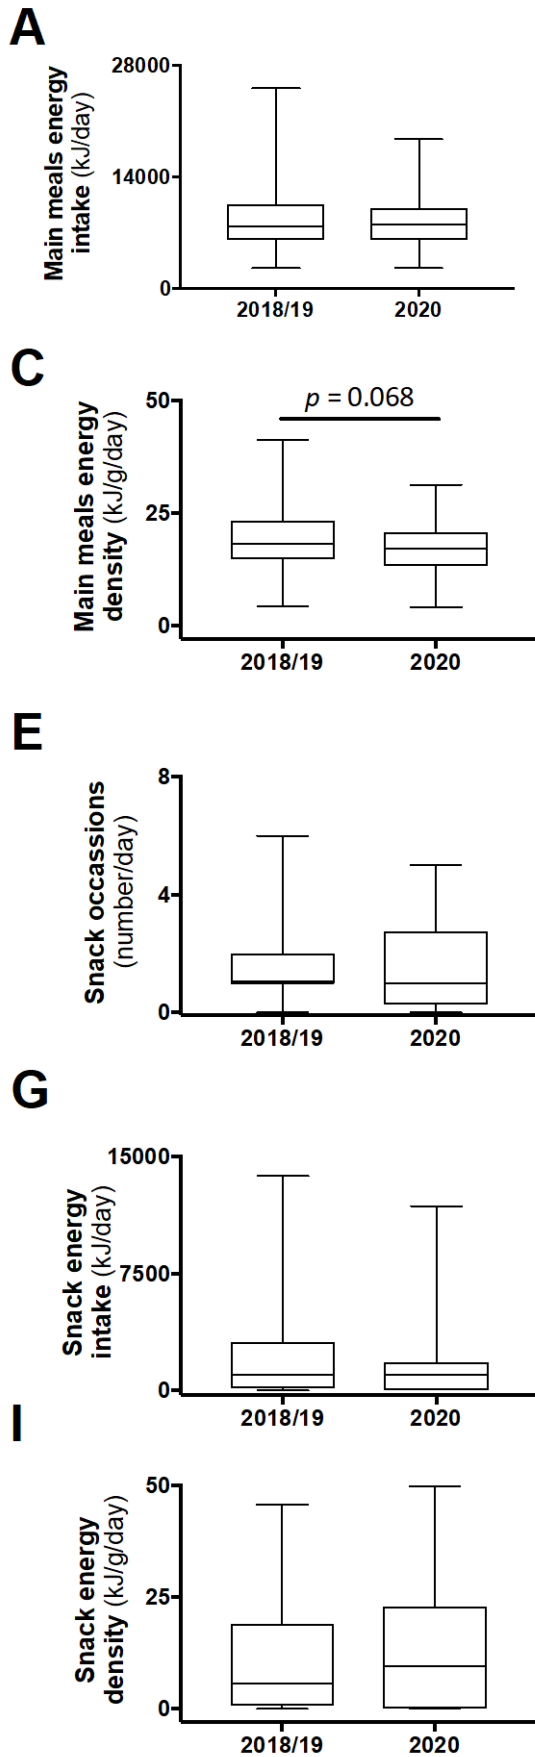 A
Main meals energy
intake (kJ/day)
28000
14000
0
2018/19
2020
C
Main meals energy
density (kJ/g/day)
p = 0.068
50
25
0
2018/19
2020
E
Snack occassions
(number/day)
8
4
0
2018/19
2020
G
Snack energy
intake (kJ/day)
15000
7500
0
2018/19
2020
I
Snack energy
density (kJ/g/day)
50
25
0
2018/19
2020